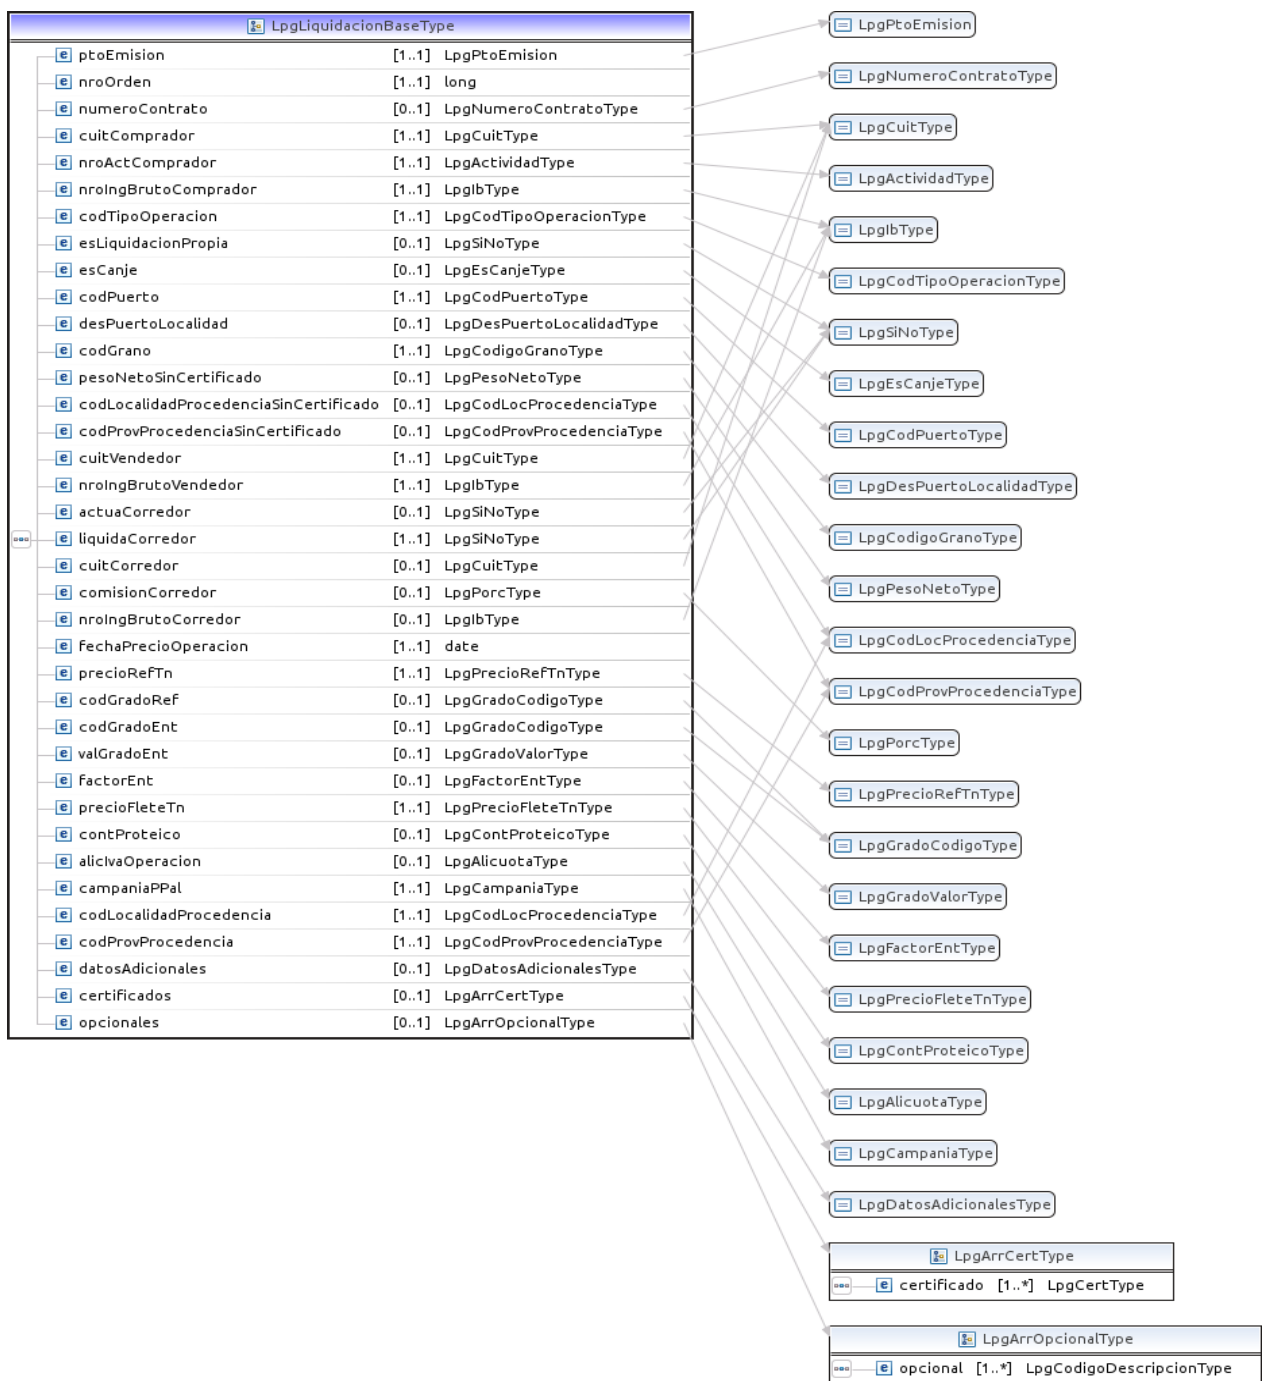 LpgLiquidacionBaseType
ptoEmision [1..1] LpgPtoEmision
nroOrden [1..1] long
numeroContrato [0..1] LpgNumeroContratoType
cuitComprador [1..1] LpgCuitType
nroActComprador [1..1] LpgActividadType
nroIngBrutoComprador [1..1] LpgIbType
codTipoOperacion [1..1] LpgCodTipoOperacionType
esLiquidacionPropia [0..1] LpgSiNoType
esCanje [0..1] LpgEsCanjeType
codPuerto [1..1] LpgCodPuertoType
desPuertoLocalidad [0..1] LpgDesPuertoLocalidadType
codGrano [1..1] LpgCodigoGranoType
pesoNetoSinCertificado [0..1] LpgPesoNetoType
codLocalidadProcedenciaSinCertificado [0..1] LpgCodLocProcedenciaType
codProvProcedenciaSinCertificado [0..1] LpgCodProvProcedenciaType
cuitVendedor [1..1] LpgCuitType
nroIngBrutoVendedor [1..1] LpgIbType
actuaCorredor [0..1] LpgSiNoType
liquidaCorredor [1..1] LpgSiNoType
cuitCorredor [0..1] LpgCuitType
comisionCorredor [0..1] LpgPorcType
nroIngBrutoCorredor [0..1] LpgIbType
fechaPrecioOperacion [1..1] date
precioRefTn [1..1] LpgPrecioRefTnType
codGradoRef [0..1] LpgGradoCodigoType
codGradoEnt [0..1] LpgGradoCodigoType
valGradoEnt [0..1] LpgGradoValorType
factorEnt [0..1] LpgFactorEntType
precioFleteTn [1..1] LpgPrecioFleteTnType
contProteico [0..1] LpgContProteicoType
alicIvaOperacion [0..1] LpgAlicuotaType
campaniaPPal [1..1] LpgCampaniaType
codLocalidadProcedencia [1..1] LpgCodLocProcedenciaType
codProvProcedencia [1..1] LpgCodProvProcedenciaType
datosAdicionales [0..1] LpgDatosAdicionalesType
certificados [0..1] LpgArrCertType
opcionales [0..1] LpgArrOpcionalType
LpgPtoEmision
LpgNumeroContratoType
LpgCuitType
LpgActividadType
LpgIbType
LpgCodTipoOperacionType
LpgSiNoType
LpgEsCanjeType
LpgCodPuertoType
LpgDesPuertoLocalidadType
LpgCodigoGranoType
LpgPesoNetoType
LpgCodLocProcedenciaType
LpgCodProvProcedenciaType
LpgPorcType
LpgPrecioRefTnType
LpgGradoCodigoType
LpgGradoValorType
LpgFactorEntType
LpgPrecioFleteTnType
LpgContProteicoType
LpgAlicuotaType
LpgCampaniaType
LpgDatosAdicionalesType
LpgArrCertType
certificado [1..*] LpgCertType
LpgArrOpcionalType
opcional [1..*] LpgCodigoDescripcionType